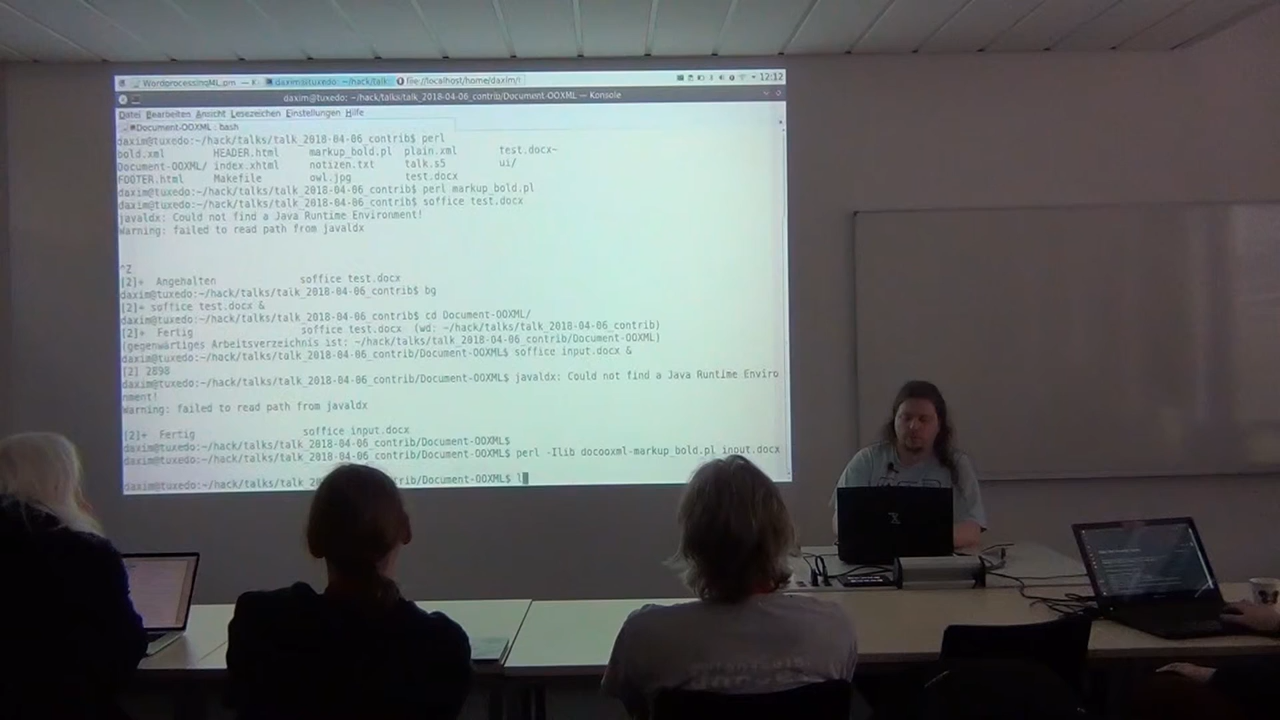 WordprocessingML.pm — K
daxim@tuxedo: ~/hack/talk
file://localhost/home/daxim/t
12:12
daxim@tuxedo: ~/hack/talks/talk_2018-04-06_contrib/Document-OOXML — Konsole
Datei Bearbeiten Ansicht Lesezeichen Einstellungen Hilfe
Document-OOXML : bash
daxim@tuxedo:~/hack/talks/talk_2018-04-06_contrib$ perl
bold.xml HEADER.html markup_bold.pl plain.xml test.docx~
Document-OOXML/ index.xhtml notizen.txt talk.s5 ui/
FOOTER.html Makefile owl.jpg test.docx
daxim@tuxedo:~/hack/talks/talk_2018-04-06_contrib$ perl markup_bold.pl
daxim@tuxedo:~/hack/talks/talk_2018-04-06_contrib$ soffice test.docx
javaldx: Could not find a Java Runtime Environment!
Warning: failed to read path from javaldx
^Z
[2]+ Angehalten soffice test.docx
daxim@tuxedo:~/hack/talks/talk_2018-04-06_contrib$ bg
[2]+ soffice test.docx &
daxim@tuxedo:~/hack/talks/talk_2018-04-06_contrib$ cd Document-OOXML/
[2]+ Fertig soffice test.docx (wd: ~/hack/talks/talk_2018-04-06_contrib)
(gegenwärtiges Arbeitsverzeichnis ist: ~/hack/talks/talk_2018-04-06_contrib/Document-OOXML)
daxim@tuxedo:~/hack/talks/talk_2018-04-06_contrib/Document-OOXML$ soffice input.docx &
[2] 2898
daxim@tuxedo:~/hack/talks/talk_2018-04-06_contrib/Document-OOXML$ javaldx: Could not find a Java Runtime Enviro
nment!
Warning: failed to read path from javaldx
[2]+ Fertig soffice input.docx
daxim@tuxedo:~/hack/talks/talk_2018-04-06_contrib/Document-OOXML$
daxim@tuxedo:~/hack/talks/talk_2018-04-06_contrib/Document-OOXML$ perl -Ilib docooxml-markup_bold.pl input.docx
daxim@tuxedo:~/hack/talks/talk_20 ntrib/Document-OOXML$ l